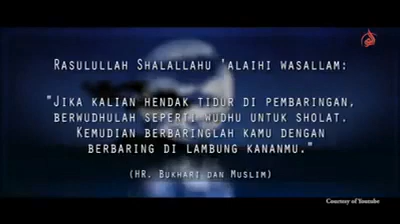 Rasulullah Shalallahu 'alaihi wasallam:
"Jika kalian hendak tidur di pembaringan,
berwudhulah seperti wudhu untuk sholat.
Kemudian berbaringlah kamu dengan
berbaring di lambung kananmu."
(HR. Bukhari dan Muslim)
Courtesy of Youtube